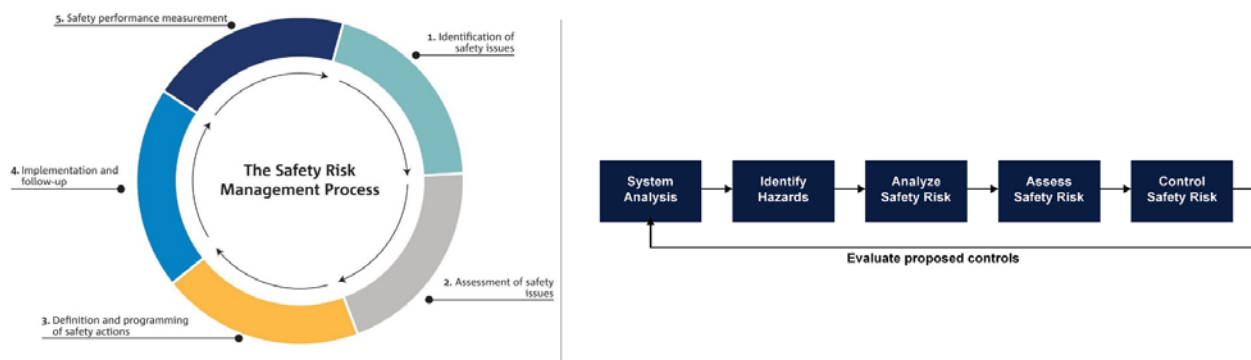 5. Safety performance measurement
1. Identification of
safety issues
The Safety Risk
Management Process
4. Implementation and
follow-up
2. Assessment of safety
issues
3. Definition and programming
of safety actions
System
Analysis
Identify
Hazards
Analyze
Safety Risk
Assess
Safety Risk
Control
Safety Risk
Evaluate proposed controls